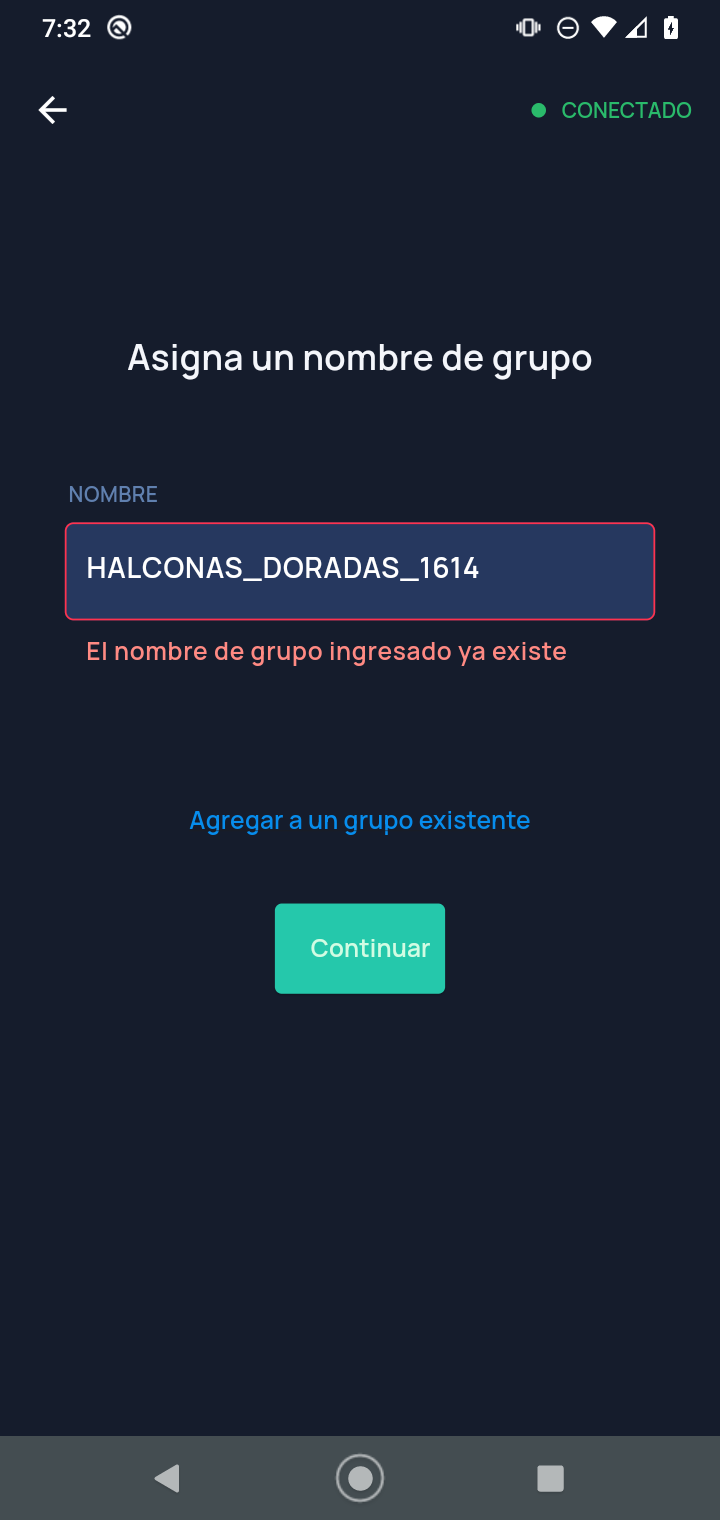 7:32
CONECTADO
Asigna un nombre de grupo
NOMBRE
HALCONAS_DORADAS_1614
El nombre de grupo ingresado ya existe
Agregar a un grupo existente
Continuar